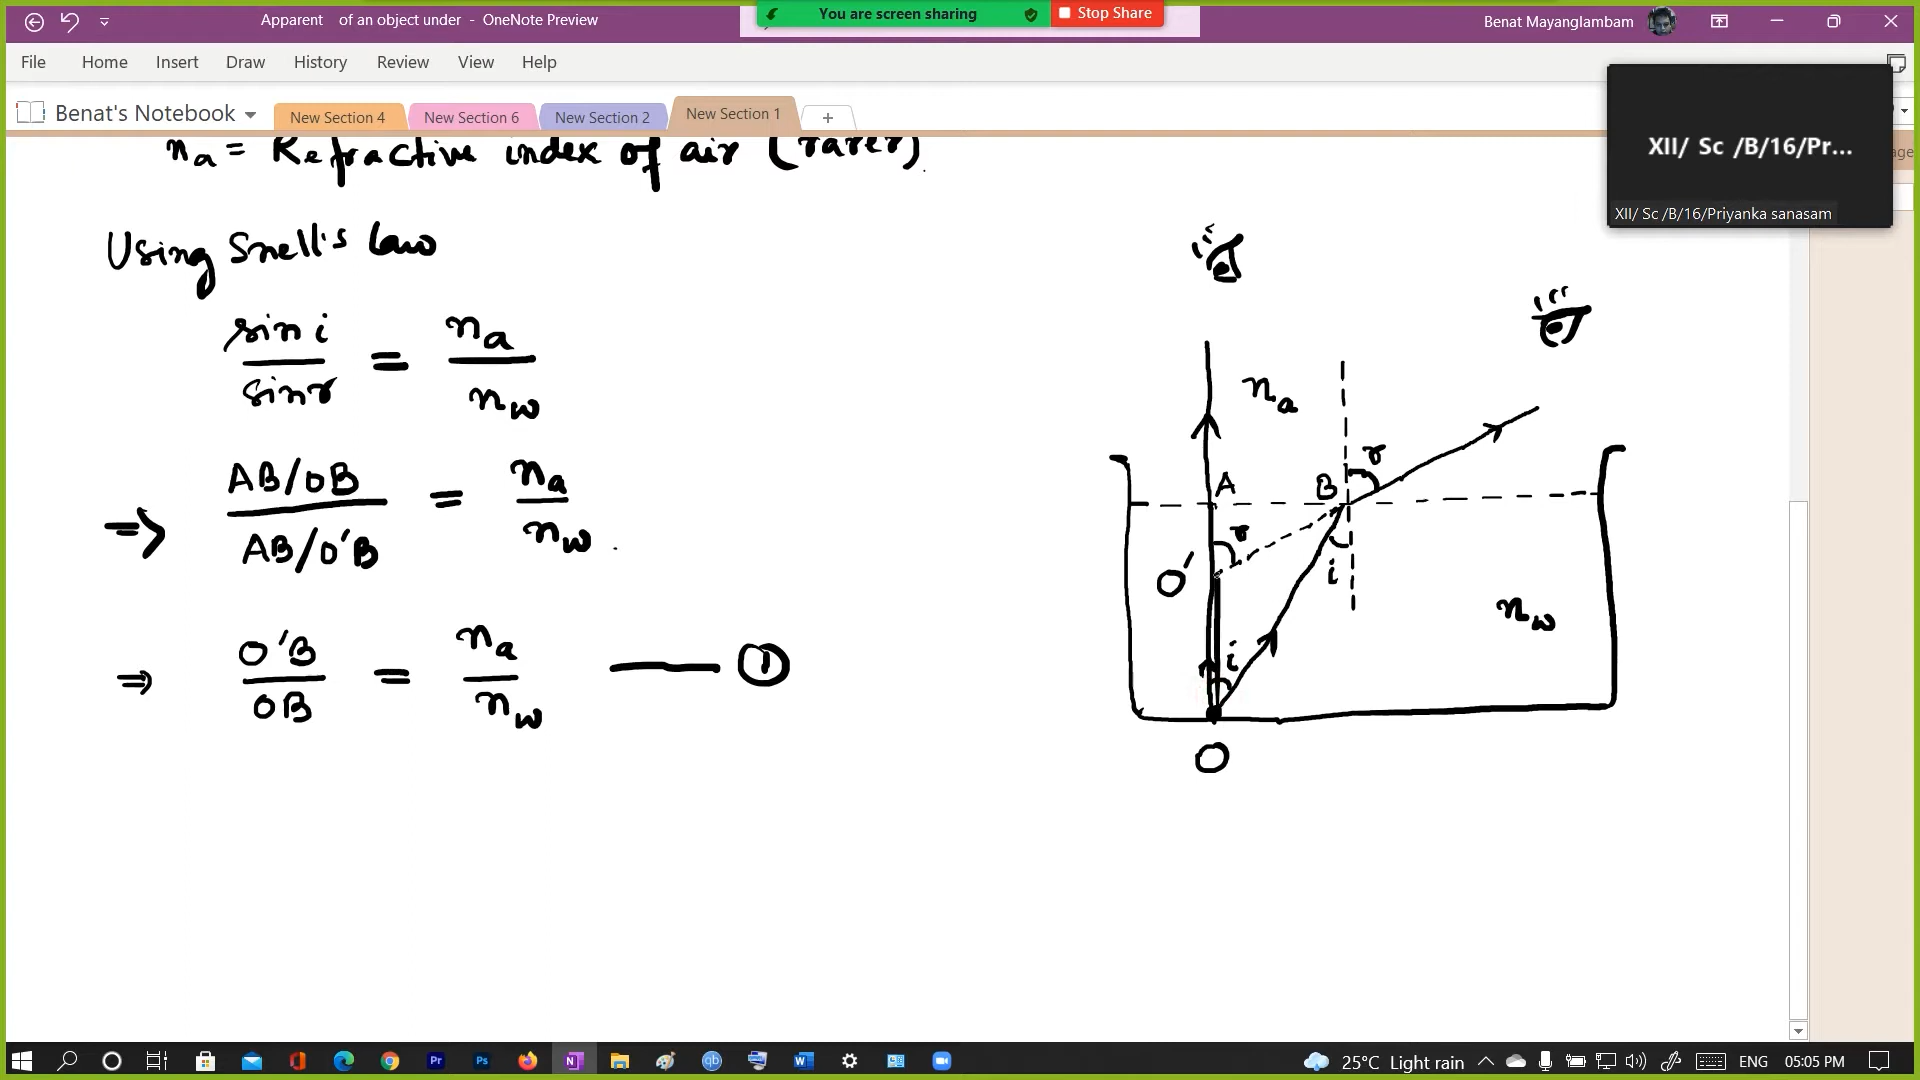 Apparent of an object under - OneNote Preview
You are screen sharing
Stop Share
Benat Mayanglambam
File Home Insert Draw History Review View Help
Benat's Notebook
New Section 4
New Section 6
New Section 2
New Section 1
+
XII/ Sc /B/16/Pr...
XII/ Sc /B/16/Priyanka sanasam
age
na = Refractive index of air (rarer).
Using Snell's law
sin i / sin r = na / nw
⇒ AB/OB / AB/O'B = na / nw .
⇒ O'B / OB = na / nw —— ①
na
r
A
B
r
O'
i
nw
i
O
25°C Light rain
ENG
05:05 PM